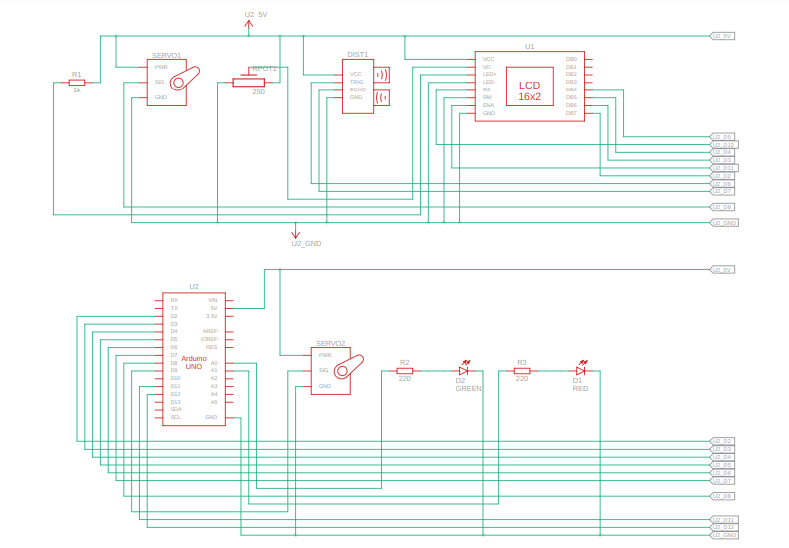 U2_5V
U2_5V
SERVO1
PWR
SIG
GND
R1
1k
RPOT1
250
DIST1
VCC
TRIG
ECHO
GND
U1
LCD
16x2
VCC
VO
LED+
LED-
RS
RW
ENA
GND
DB0
DB1
DB2
DB3
DB4
DB5
DB6
DB7
U2_D5
U2_D12
U2_D4
U2_D3
U2_D11
U2_D2
U2_D6
U2_D7
U2_D8
U2_GND
U2_GND
U2_5V
U2
Arduino
UNO
RX
TX
D2
D3
D4
D5
D6
D7
D8
D9
D10
D11
D12
D13
SDA
SCL
VIN
5V
3.3V
AREF
IOREF
RES
A0
A1
A2
A3
A4
A5
GND
SERVO2
PWR
SIG
GND
R2
220
D2
GREEN
R3
220
D1
RED
U2_D2
U2_D3
U2_D4
U2_D5
U2_D6
U2_D7
U2_D8
U2_D11
U2_D12
U2_GND